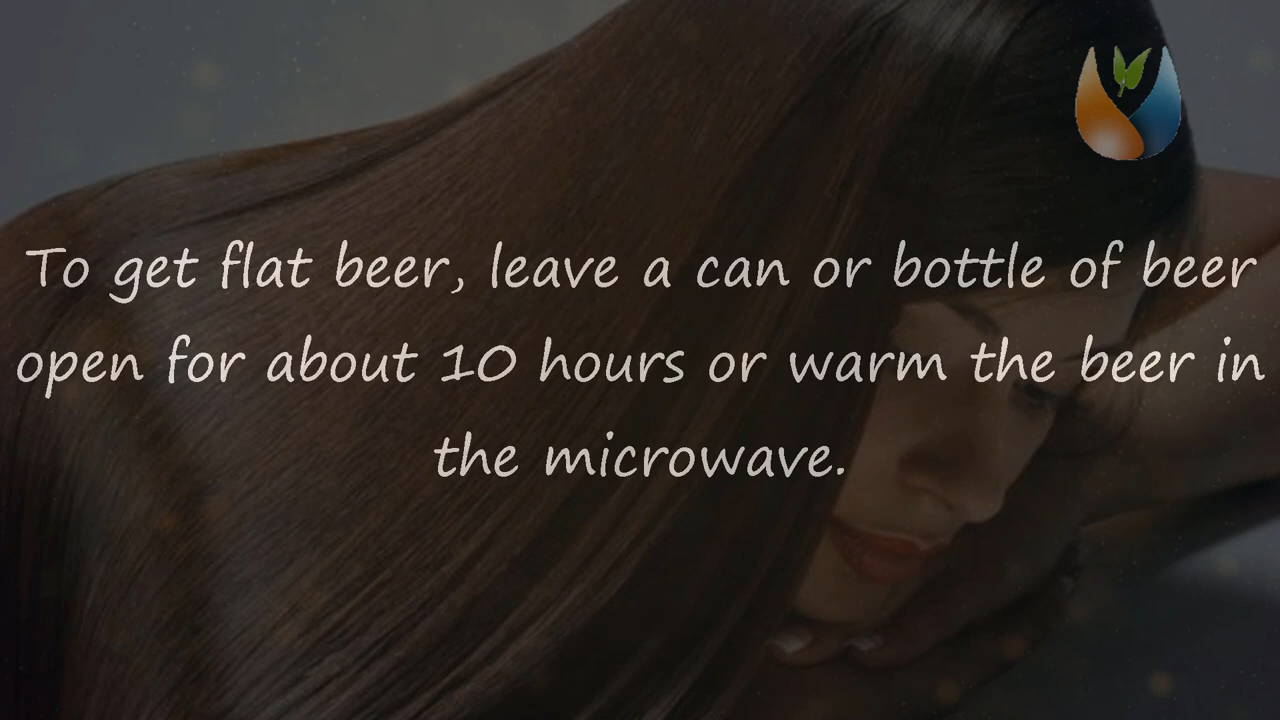 To get flat beer, leave a can or bottle of beer
open for about 10 hours or warm the beer in
the microwave.